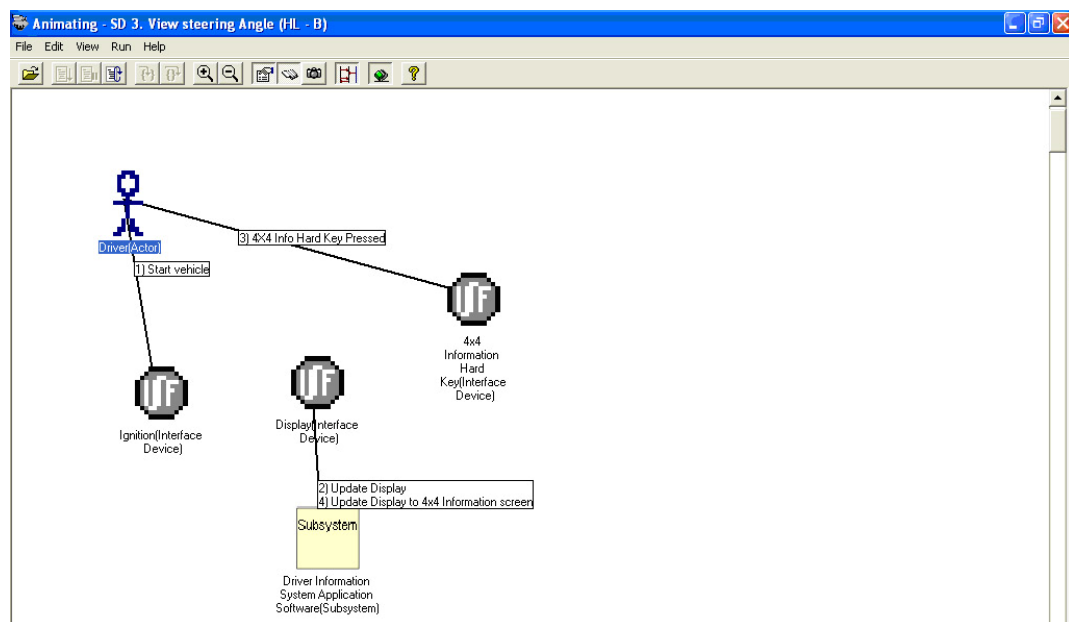 Animating - SD 3. View steering Angle (HL - B)
File Edit View Run Help
Driver(Actor)
3) 4X4 Info Hard Key Pressed
1) Start vehicle
I/F
4x4
Information
Hard
Key(Interface
Device)
I/F
Ignition(Interface
Device)
I/F
Display(Interface
Device)
2) Update Display
4) Update Display to 4x4 Information screen
Subsystem
Driver Information
System Application
Software(Subsystem)